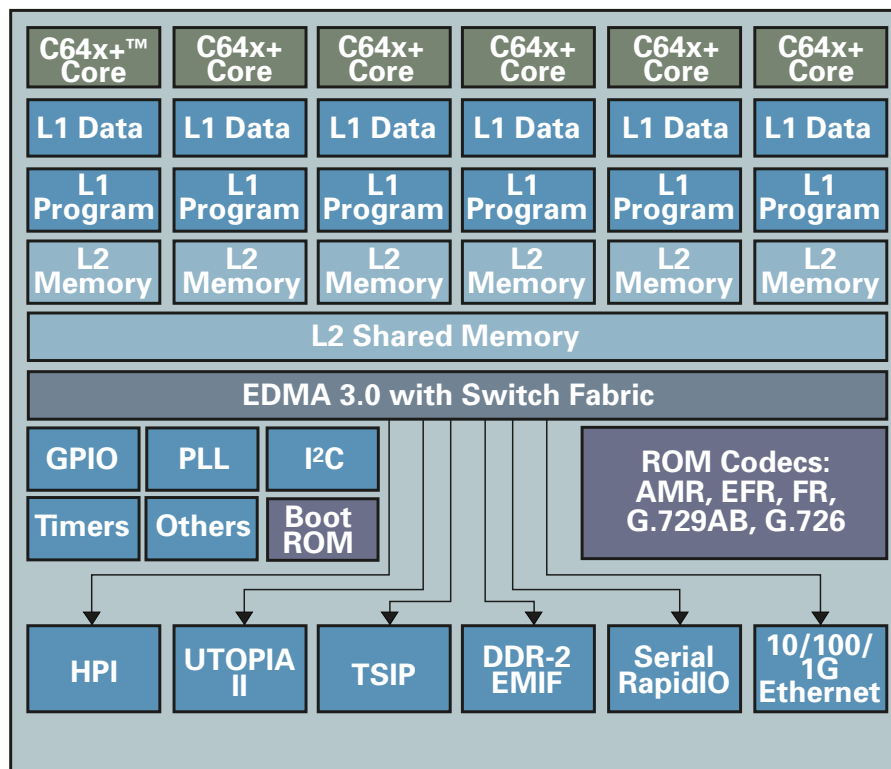 C64x+™ Core
C64x+ Core
C64x+ Core
C64x+ Core
C64x+ Core
C64x+ Core
L1 Data
L1 Data
L1 Data
L1 Data
L1 Data
L1 Data
L1 Program
L1 Program
L1 Program
L1 Program
L1 Program
L1 Program
L2 Memory
L2 Memory
L2 Memory
L2 Memory
L2 Memory
L2 Memory
L2 Shared Memory
EDMA 3.0 with Switch Fabric
GPIO
PLL
I²C
Timers
Others
Boot ROM
ROM Codecs:
AMR, EFR, FR,
G.729AB, G.726
HPI
UTOPIA II
TSIP
DDR-2 EMIF
Serial RapidIO
10/100/
1G
Ethernet